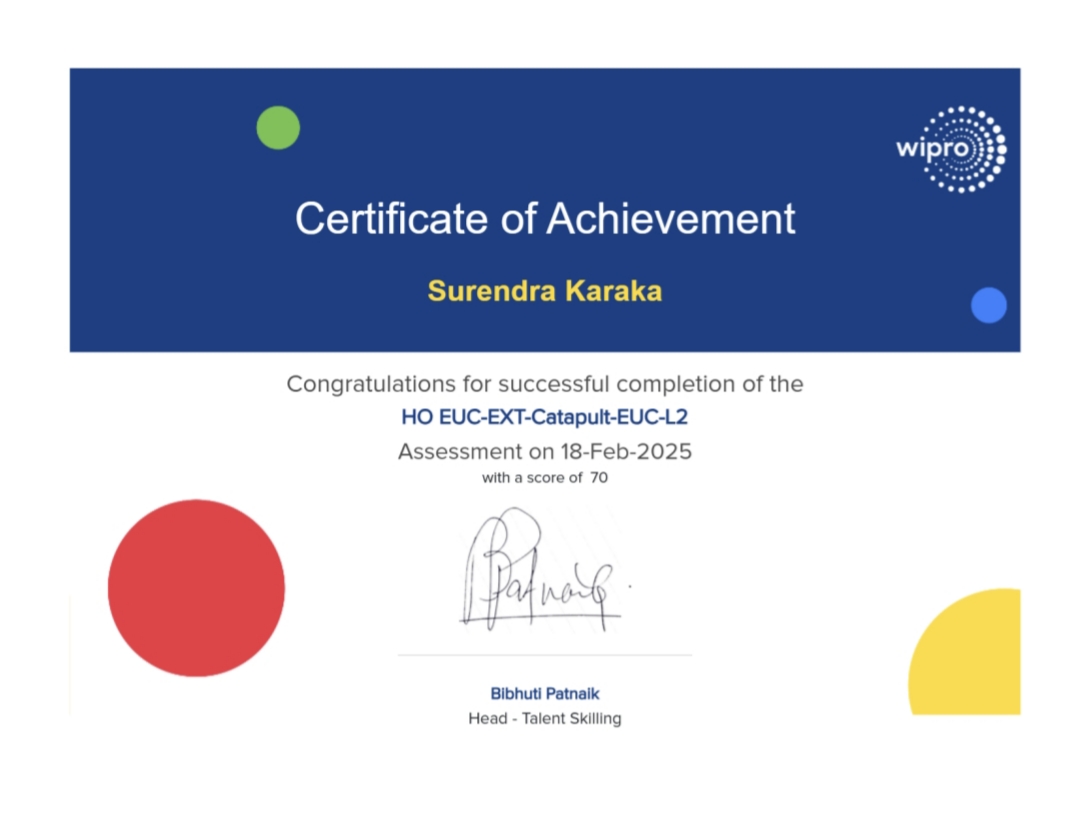 wipro
Certificate of Achievement
Surendra Karaka
Congratulations for successful completion of the
HO EUC-EXT-Catapult-EUC-L2
Assessment on 18-Feb-2025
with a score of 70
BPatnaik
Bibhuti Patnaik
Head - Talent Skilling